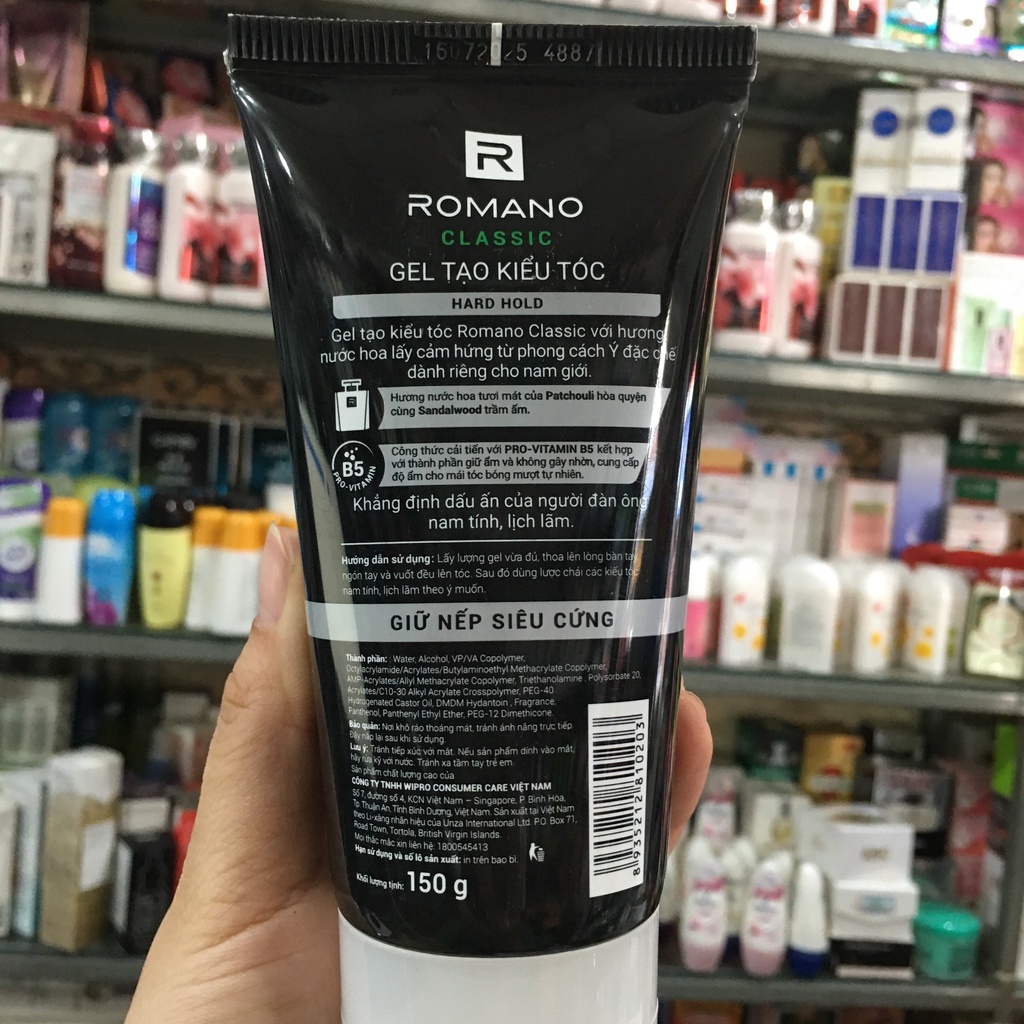 160725 4887
R
ROMANO
CLASSIC
GEL TẠO KIỂU TÓC
HARD HOLD
Gel tạo kiểu tóc Romano Classic với hương
nước hoa lấy cảm hứng từ phong cách Ý đặc chế
dành riêng cho nam giới.
Hương nước hoa tươi mát của Patchouli hòa quyện
cùng Sandalwood trầm ấm.
B5
PRO-VITAMIN
Công thức cải tiến với PRO-VITAMIN B5 kết hợp
với thành phần giữ ẩm và không gây nhờn, cung cấp
độ ẩm cho mái tóc bóng mượt tự nhiên.
Khẳng định dấu ấn của người đàn ông
nam tính, lịch lãm.
Hướng dẫn sử dụng: Lấy lượng gel vừa đủ, thoa lên lòng bàn tay,
ngón tay và vuốt đều lên tóc. Sau đó dùng lược chải các kiểu tóc
nam tính, lịch lãm theo ý muốn.
GIỮ NẾP SIÊU CỨNG
Thành phần: Water, Alcohol, VP/VA Copolymer,
Octylacrylamide/Acrylates/Butylaminoethyl Methacrylate Copolymer,
AMP-Acrylates/Allyl Methacrylate Copolymer, Triethanolamine, Polysorbate 20,
Acrylates/C10-30 Alkyl Acrylate Crosspolymer, PEG-40
Hydrogenated Castor Oil, DMDM Hydantoin, Fragrance,
Panthenol, Panthenyl Ethyl Ether, PEG-12 Dimethicone.
Bảo quản: Nơi khô ráo thoáng mát, tránh ánh nắng trực tiếp.
Đậy nắp lại sau khi sử dụng.
Lưu ý: Tránh tiếp xúc với mắt. Nếu sản phẩm dính vào mắt,
hãy rửa kỹ với nước. Tránh xa tầm tay trẻ em.
Sản phẩm chất lượng cao của
CÔNG TY TNHH WIPRO CONSUMER CARE VIỆT NAM
Số 7, đường số 4, KCN Việt Nam – Singapore, P. Bình Hòa,
Tp. Thuận An, Tỉnh Bình Dương, Việt Nam. Sản xuất tại Việt Nam
theo Li-xăng nhãn hiệu của Unza International Ltd. P.O. Box 71,
Road Town, Tortola, British Virgin Islands.
Mọi thắc mắc xin liên hệ: 1800545413
Hạn sử dụng và số lô sản xuất: in trên bao bì.
Khối lượng tịnh: 150 g
8 935212 810203